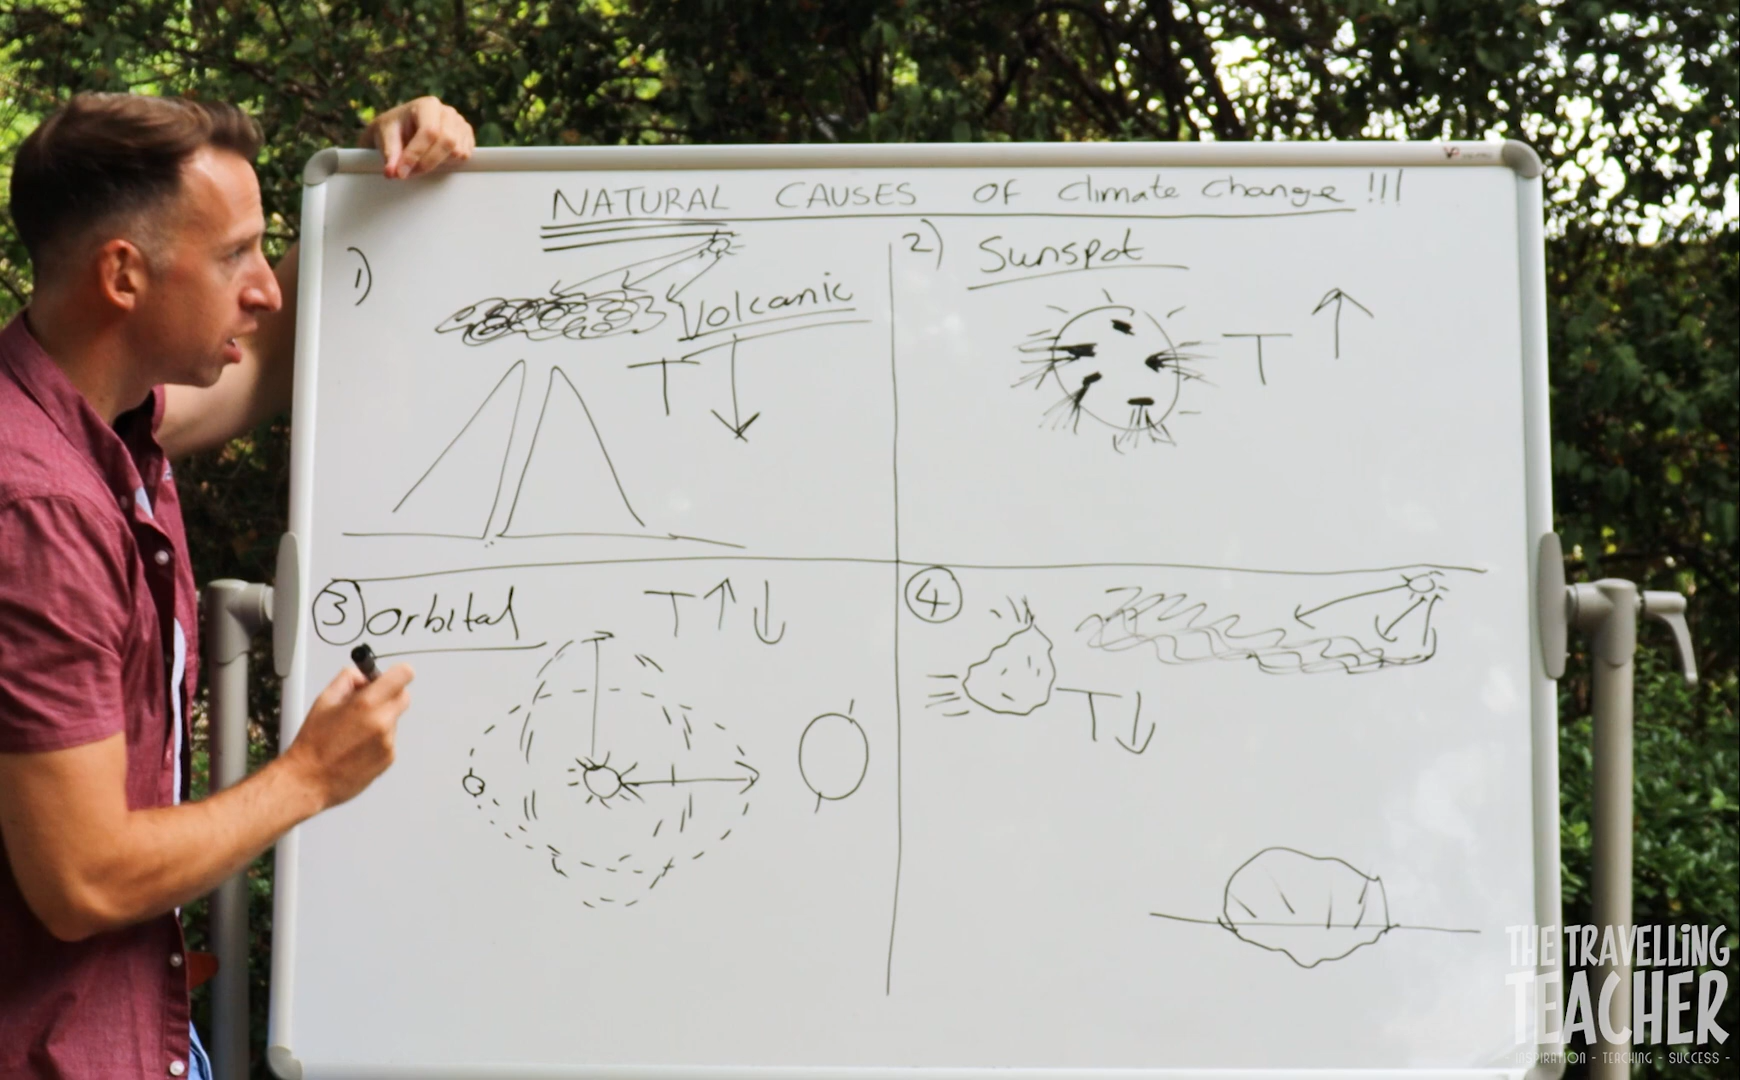 NATURAL CAUSES OF Climate Change !!!
1)
Volcanic
T ↓
2) Sunspot
T ↑
3 Orbital
T ↑ ↓
4
T ↓
THE TRAVELLING
TEACHER
- INSPIRATION - TEACHING - SUCCESS -